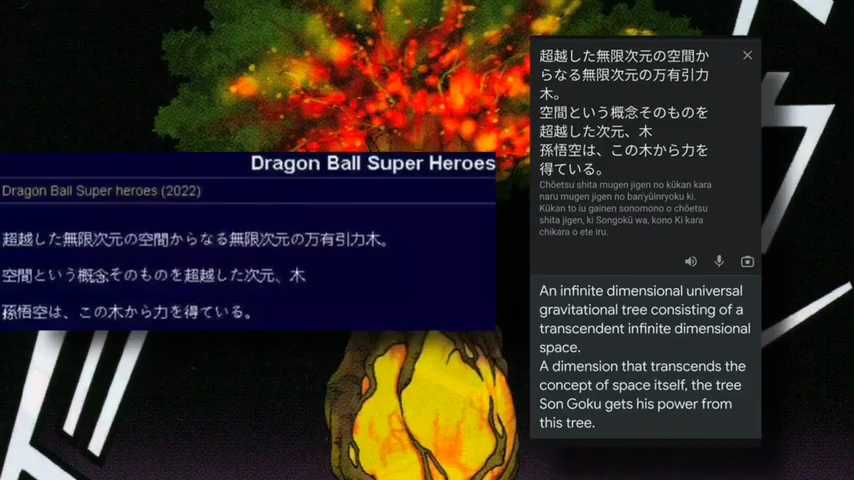 Dragon Ball Super Heroes
Dragon Ball Super heroes (2022)
超越した無限次元の空間からなる無限次元の万有引力木。
空間という概念そのものを超越した次元、木
孫悟空は、この木から力を得ている。
超越した無限次元の空間か
らなる無限次元の万有引力
木。
空間という概念そのものを
超越した次元、木
孫悟空は、この木から力を
得ている。
Chōetsu shita mugen jigen no kūkan kara
naru mugen jigen no ban'yūinryoku ki.
Kūkan to iu gainen sonomono o chōetsu
shita jigen, ki Songokū wa, kono Ki kara
chikara o ete iru.
An infinite dimensional universal
gravitational tree consisting of a
transcendent infinite dimensional
space.
A dimension that transcends the
concept of space itself, the tree
Son Goku gets his power from
this tree.